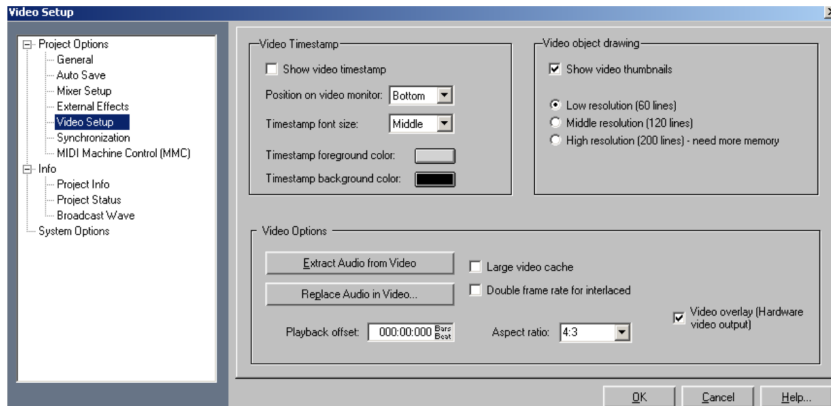 Video Setup
Project Options
General
Auto Save
Mixer Setup
External Effects
Video Setup
Synchronization
MIDI Machine Control (MMC)
Info
Project Info
Project Status
Broadcast Wave
System Options
Video Timestamp
Show video timestamp
Position on video monitor: Bottom
Timestamp font size: Middle
Timestamp foreground color:
Timestamp background color:
Video object drawing
Show video thumbnails
Low resolution (60 lines)
Middle resolution (120 lines)
High resolution (200 lines) - need more memory
Video Options
Extract Audio from Video
Replace Audio in Video...
Large video cache
Double frame rate for interlaced
Playback offset: 000:00:000 Bars Beat
Aspect ratio: 4:3
Video overlay (Hardware
video output)
OK
Cancel
Help...